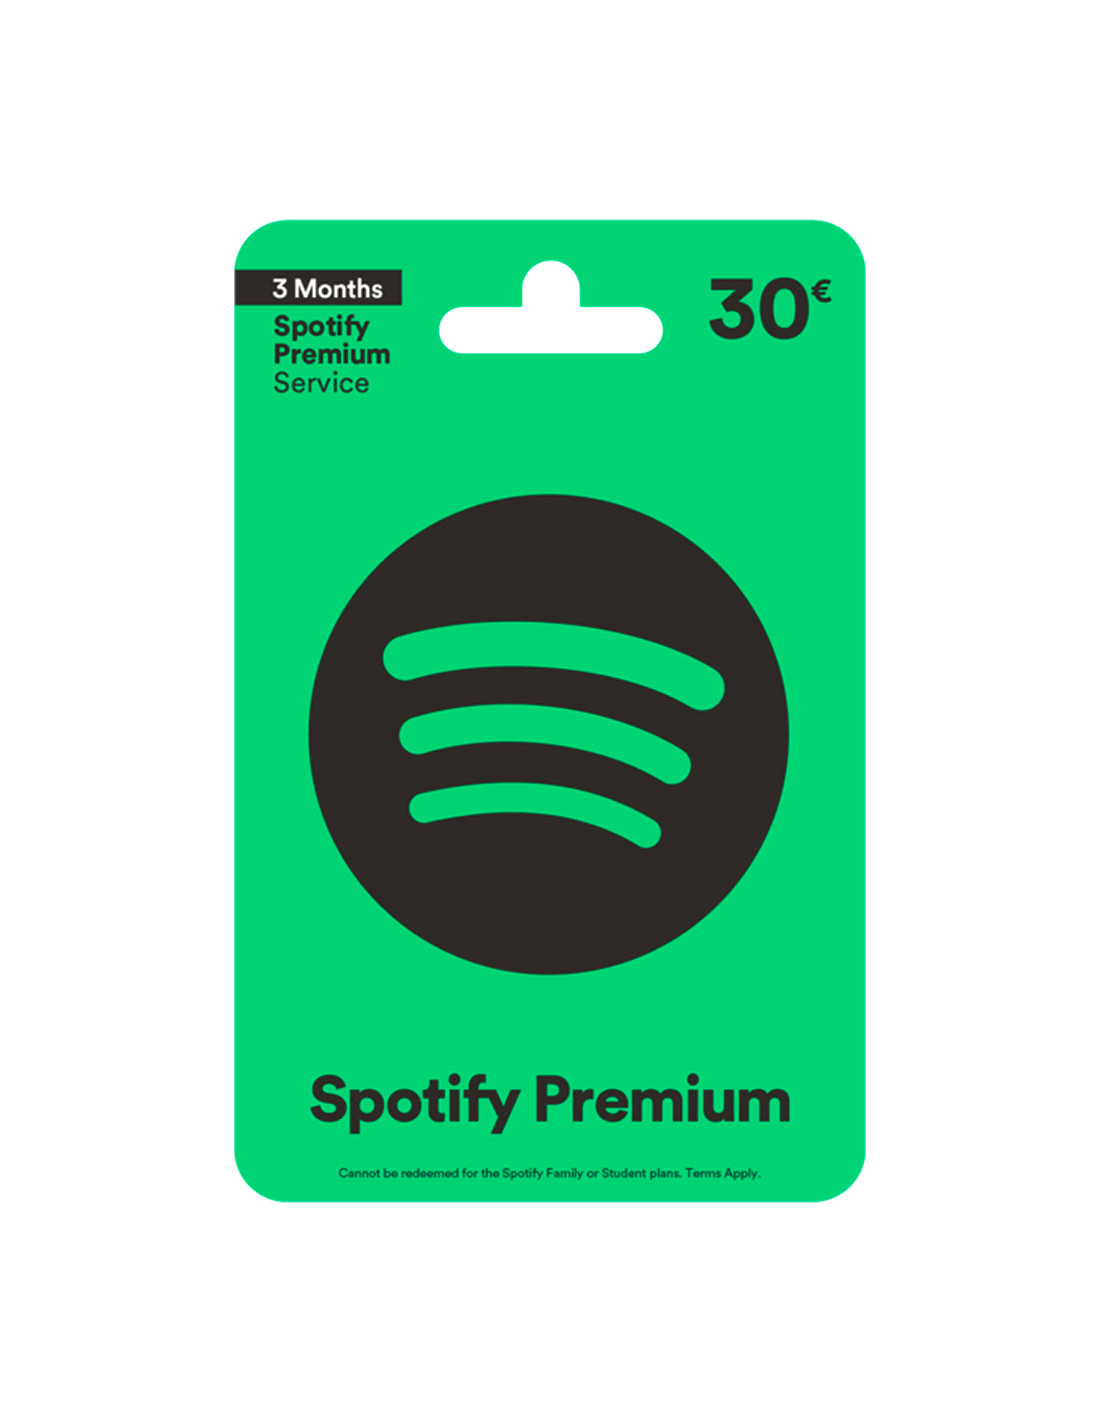 3 Months
Spotify
Premium
Service
30€
Spotify Premium
Cannot be redeemed for the Spotify Family or Student plans. Terms Apply.